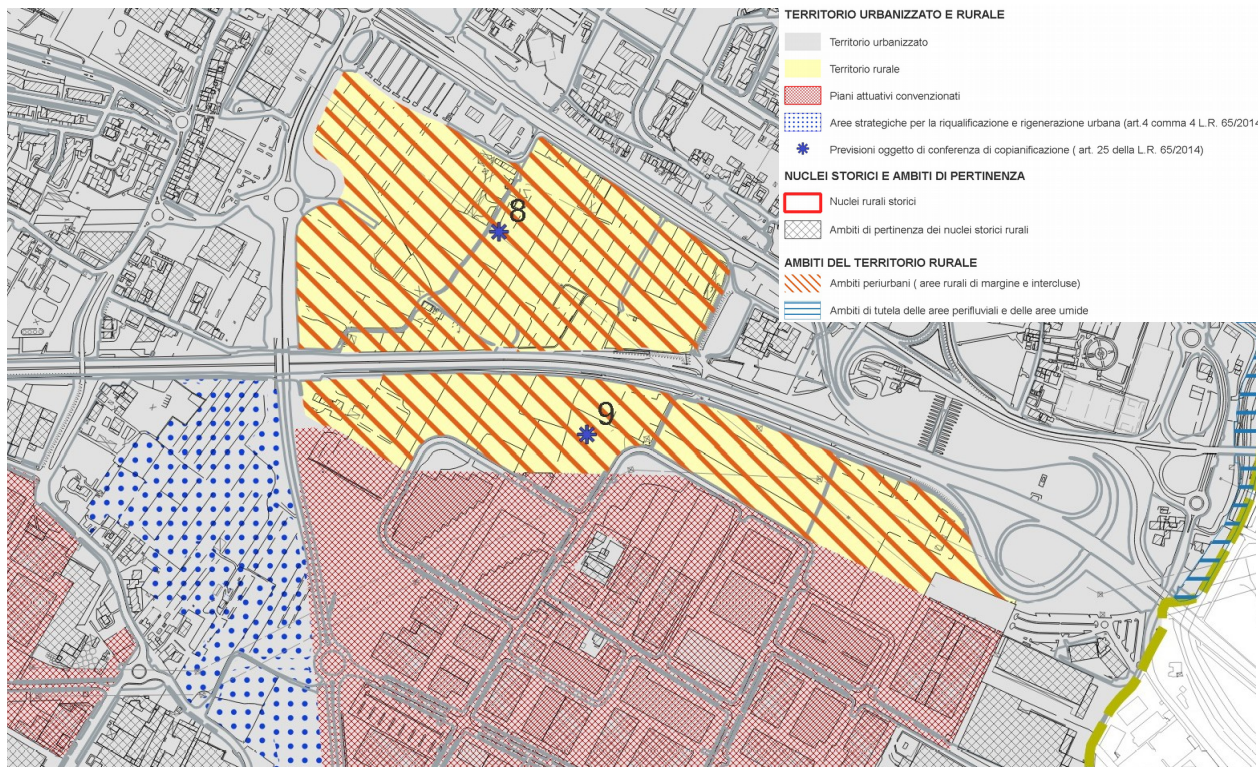 TERRITORIO URBANIZZATO E RURALE
Territorio urbanizzato
Territorio rurale
Piani attuativi convenzionati
Aree strategiche per la riqualificazione e rigenerazione urbana (art.4 comma 4 L.R. 65/2014
Previsioni oggetto di conferenza di copianificazione ( art. 25 della L.R. 65/2014)
NUCLEI STORICI E AMBITI DI PERTINENZA
Nuclei rurali storici
Ambiti di pertinenza dei nuclei storici rurali
AMBITI DEL TERRITORIO RURALE
Ambiti periurbani ( aree rurali di margine e intercluse)
Ambiti di tutela delle aree perifluviali e delle aree umide
8
9